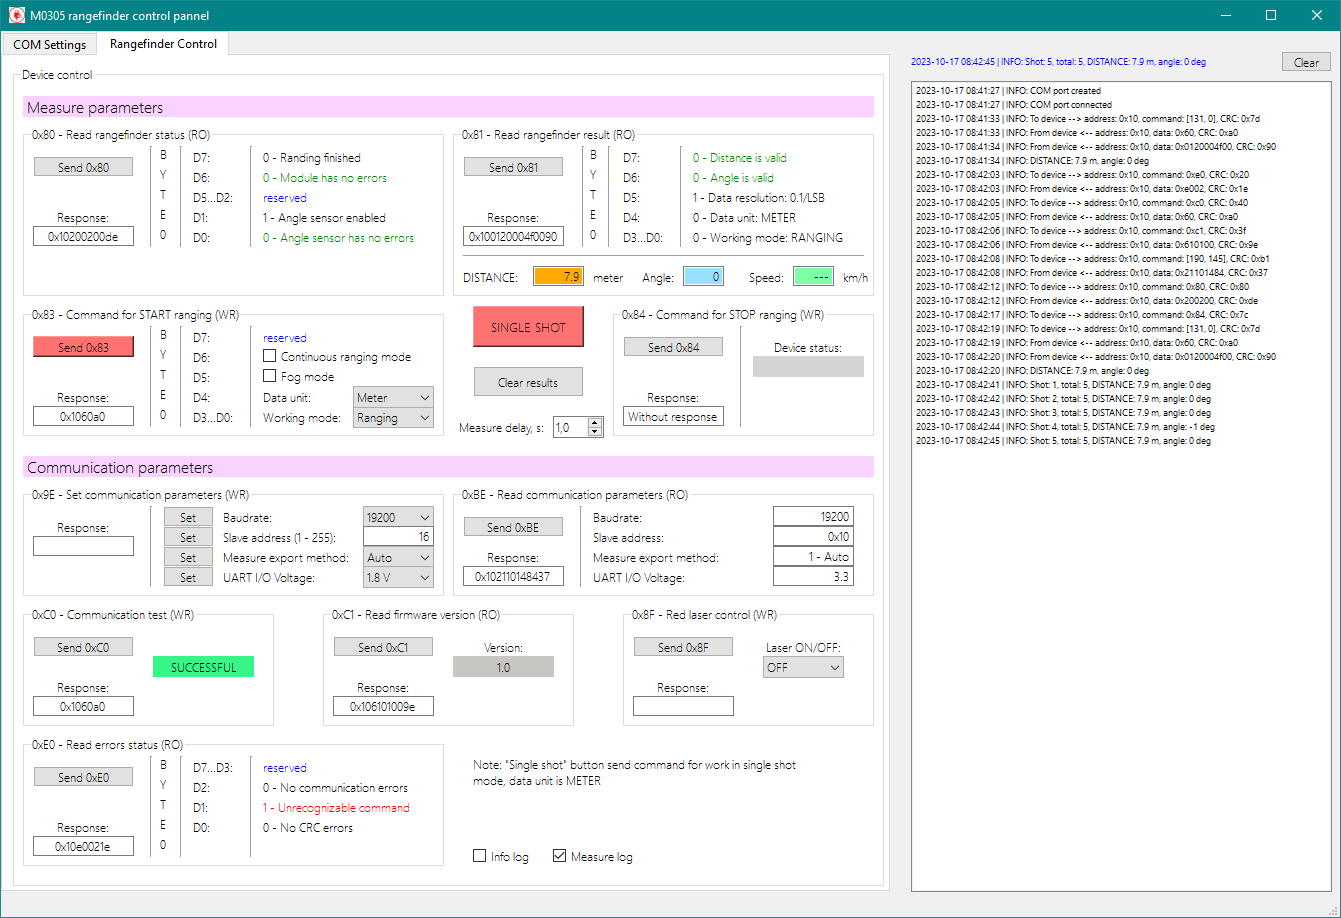 M0305 rangefinder control pannel
COM Settings
Rangefinder Control
Device control
Measure parameters
0x80 - Read rangefinder status (RO)
Send 0x80
Response:
0x10200200de
B
Y
T
E
0
D7:
0 - Randing finished
D6:
0 - Module has no errors
D5...D2:
reserved
D1:
1 - Angle sensor enabled
D0:
0 - Angle sensor has no errors
0x81 - Read rangefinder result (RO)
Send 0x81
Response:
0x100120004f0090
B
Y
T
E
0
D7:
0 - Distance is valid
D6:
0 - Angle is valid
D5:
1 - Data resolution: 0.1/LSB
D4:
0 - Data unit: METER
D3...D0:
0 - Working mode: RANGING
DISTANCE: 7.9 meter Angle: 0 Speed: --- km/h
0x83 - Command for START ranging (WR)
Send 0x83
Response:
0x1060a0
B
Y
T
E
0
D7:
reserved
D6:
Continuous ranging mode
D5:
Fog mode
D4:
Data unit: Meter
D3...D0:
Working mode: Ranging
SINGLE SHOT
Clear results
Measure delay, s: 1,0
0x84 - Command for STOP ranging (WR)
Send 0x84
Response:
Without response
Device status:
Communication parameters
0x9E - Set communication parameters (WR)
Response:
Set Baudrate: 19200
Set Slave address (1 - 255): 16
Set Measure export method: Auto
Set UART I/O Voltage: 1.8 V
0xBE - Read communication parameters (RO)
Send 0xBE
Response:
0x102110148437
Baudrate: 19200
Slave address: 0x10
Measure export method: 1 - Auto
UART I/O Voltage: 3.3
0xC0 - Communication test (WR)
Send 0xC0
SUCCESSFUL
Response:
0x1060a0
0xC1 - Read firmware version (RO)
Send 0xC1
Version:
1.0
Response:
0x106101009e
0x8F - Red laser control (WR)
Send 0x8F
Laser ON/OFF:
OFF
Response:
0xE0 - Read errors status (RO)
Send 0xE0
Response:
0x10e0021e
B
Y
T
E
0
D7...D3:
reserved
D2:
0 - No communication errors
D1:
1 - Unrecognizable command
D0:
0 - No CRC errors
Note: "Single shot" button send command for work in single shot
mode, data unit is METER
Info log
Measure log
2023-10-17 08:42:45 | INFO: Shot: 5, total: 5, DISTANCE: 7.9 m, angle: 0 deg
Clear
2023-10-17 08:41:27 | INFO: COM port created
2023-10-17 08:41:27 | INFO: COM port connected
2023-10-17 08:41:33 | INFO: To device --> address: 0x10, command: [131, 0], CRC: 0x7d
2023-10-17 08:41:33 | INFO: From device <-- address: 0x10, data: 0x60, CRC: 0xa0
2023-10-17 08:41:34 | INFO: From device <-- address: 0x10, data: 0x0120004f00, CRC: 0x90
2023-10-17 08:41:34 | INFO: DISTANCE: 7.9 m, angle: 0 deg
2023-10-17 08:42:03 | INFO: To device --> address: 0x10, command: 0xe0, CRC: 0x20
2023-10-17 08:42:03 | INFO: From device <-- address: 0x10, data: 0xe002, CRC: 0x1e
2023-10-17 08:42:05 | INFO: To device --> address: 0x10, command: 0xc0, CRC: 0x40
2023-10-17 08:42:05 | INFO: From device <-- address: 0x10, data: 0x60, CRC: 0xa0
2023-10-17 08:42:06 | INFO: To device --> address: 0x10, command: 0xc1, CRC: 0x3f
2023-10-17 08:42:06 | INFO: From device <-- address: 0x10, data: 0x610100, CRC: 0x9e
2023-10-17 08:42:08 | INFO: To device --> address: 0x10, command: [190, 145], CRC: 0xb1
2023-10-17 08:42:08 | INFO: From device <-- address: 0x10, data: 0x21101484, CRC: 0x37
2023-10-17 08:42:12 | INFO: To device --> address: 0x10, command: 0x80, CRC: 0x80
2023-10-17 08:42:12 | INFO: From device <-- address: 0x10, data: 0x200200, CRC: 0xde
2023-10-17 08:42:17 | INFO: To device --> address: 0x10, command: 0x84, CRC: 0x7c
2023-10-17 08:42:19 | INFO: To device --> address: 0x10, command: [131, 0], CRC: 0x7d
2023-10-17 08:42:19 | INFO: From device <-- address: 0x10, data: 0x60, CRC: 0xa0
2023-10-17 08:42:20 | INFO: From device <-- address: 0x10, data: 0x0120004f00, CRC: 0x90
2023-10-17 08:42:20 | INFO: DISTANCE: 7.9 m, angle: 0 deg
2023-10-17 08:42:41 | INFO: Shot: 1, total: 5, DISTANCE: 7.9 m, angle: 0 deg
2023-10-17 08:42:42 | INFO: Shot: 2, total: 5, DISTANCE: 7.9 m, angle: 0 deg
2023-10-17 08:42:43 | INFO: Shot: 3, total: 5, DISTANCE: 7.9 m, angle: 0 deg
2023-10-17 08:42:44 | INFO: Shot: 4, total: 5, DISTANCE: 7.9 m, angle: -1 deg
2023-10-17 08:42:45 | INFO: Shot: 5, total: 5, DISTANCE: 7.9 m, angle: 0 deg